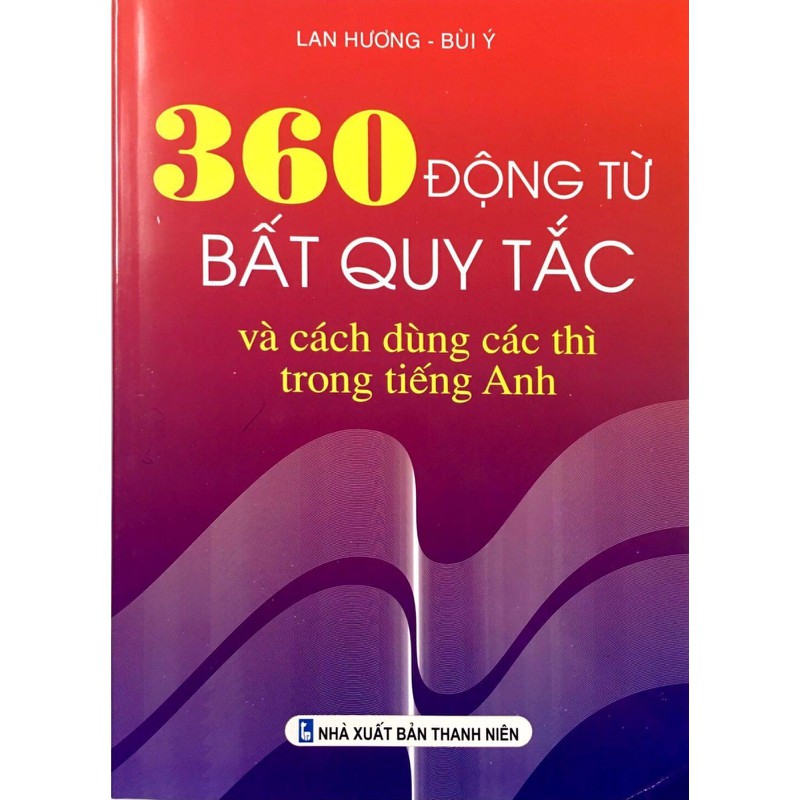 LAN HƯƠNG - BÙI Ý
360 ĐỘNG TỪ
BẤT QUY TẮC
và cách dùng các thì
trong tiếng Anh
NHÀ XUẤT BẢN THANH NIÊN